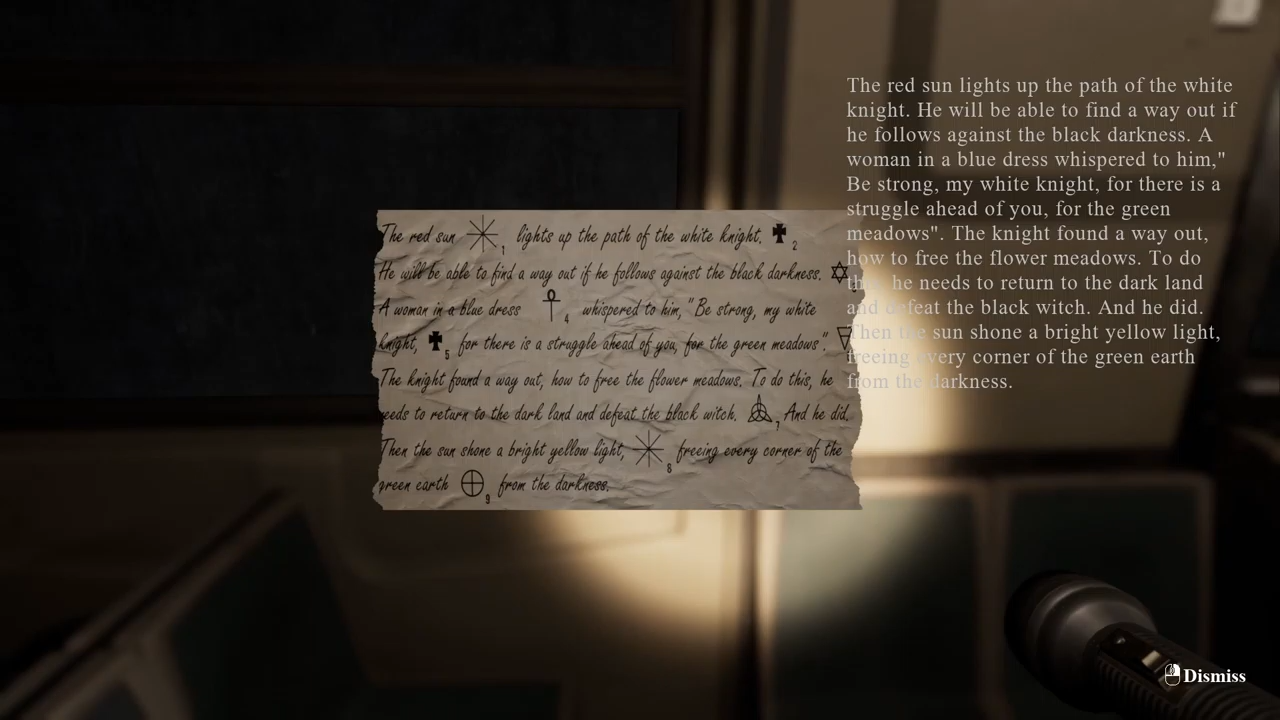 The red sun lights up the path of the white
knight. He will be able to find a way out if
he follows against the black darkness. A
woman in a blue dress whispered to him,"
Be strong, my white knight, for there is a
struggle ahead of you, for the green
meadows". The knight found a way out,
how to free the flower meadows. To do
this, he needs to return to the dark land
and defeat the black witch. And he did.
Then the sun shone a bright yellow light,
freeing every corner of the green earth
from the darkness.
The red sun 1 lights up the path of the white knight. 2
He will be able to find a way out if he follows against the black darkness.
A woman in a blue dress 4 whispered to him, "Be strong, my white
knight, 5 for there is a struggle ahead of you, for the green meadows".
The knight found a way out, how to free the flower meadows. To do this, he
needs to return to the dark land and defeat the black witch. 7 And he did.
Then the sun shone a bright yellow light, 8 freeing every corner of the
green earth 9 from the darkness.
Dismiss